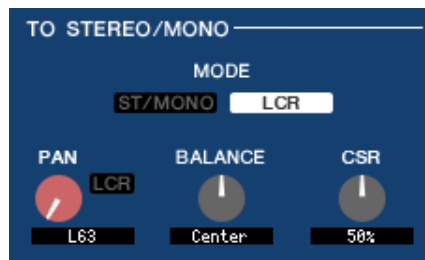 TO STEREO/MONO
MODE
ST/MONO LCR
PAN BALANCE CSR
LCR
L63 Center 50%